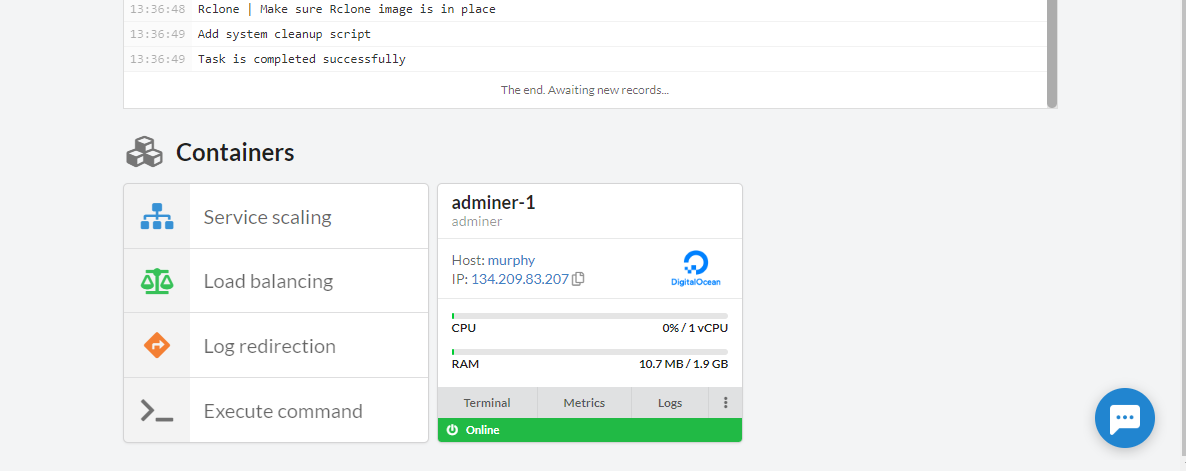 13:36:48 Rclone | Make sure Rclone image is in place
13:36:49 Add system cleanup script
13:36:49 Task is completed successfully
The end. Awaiting new records...
Containers
Service scaling
Load balancing
Log redirection
Execute command
adminer-1
adminer
Host: murphy
IP: 134.209.83.207
DigitalOcean
CPU 0% / 1 vCPU
RAM 10.7 MB / 1.9 GB
Terminal Metrics Logs
Online